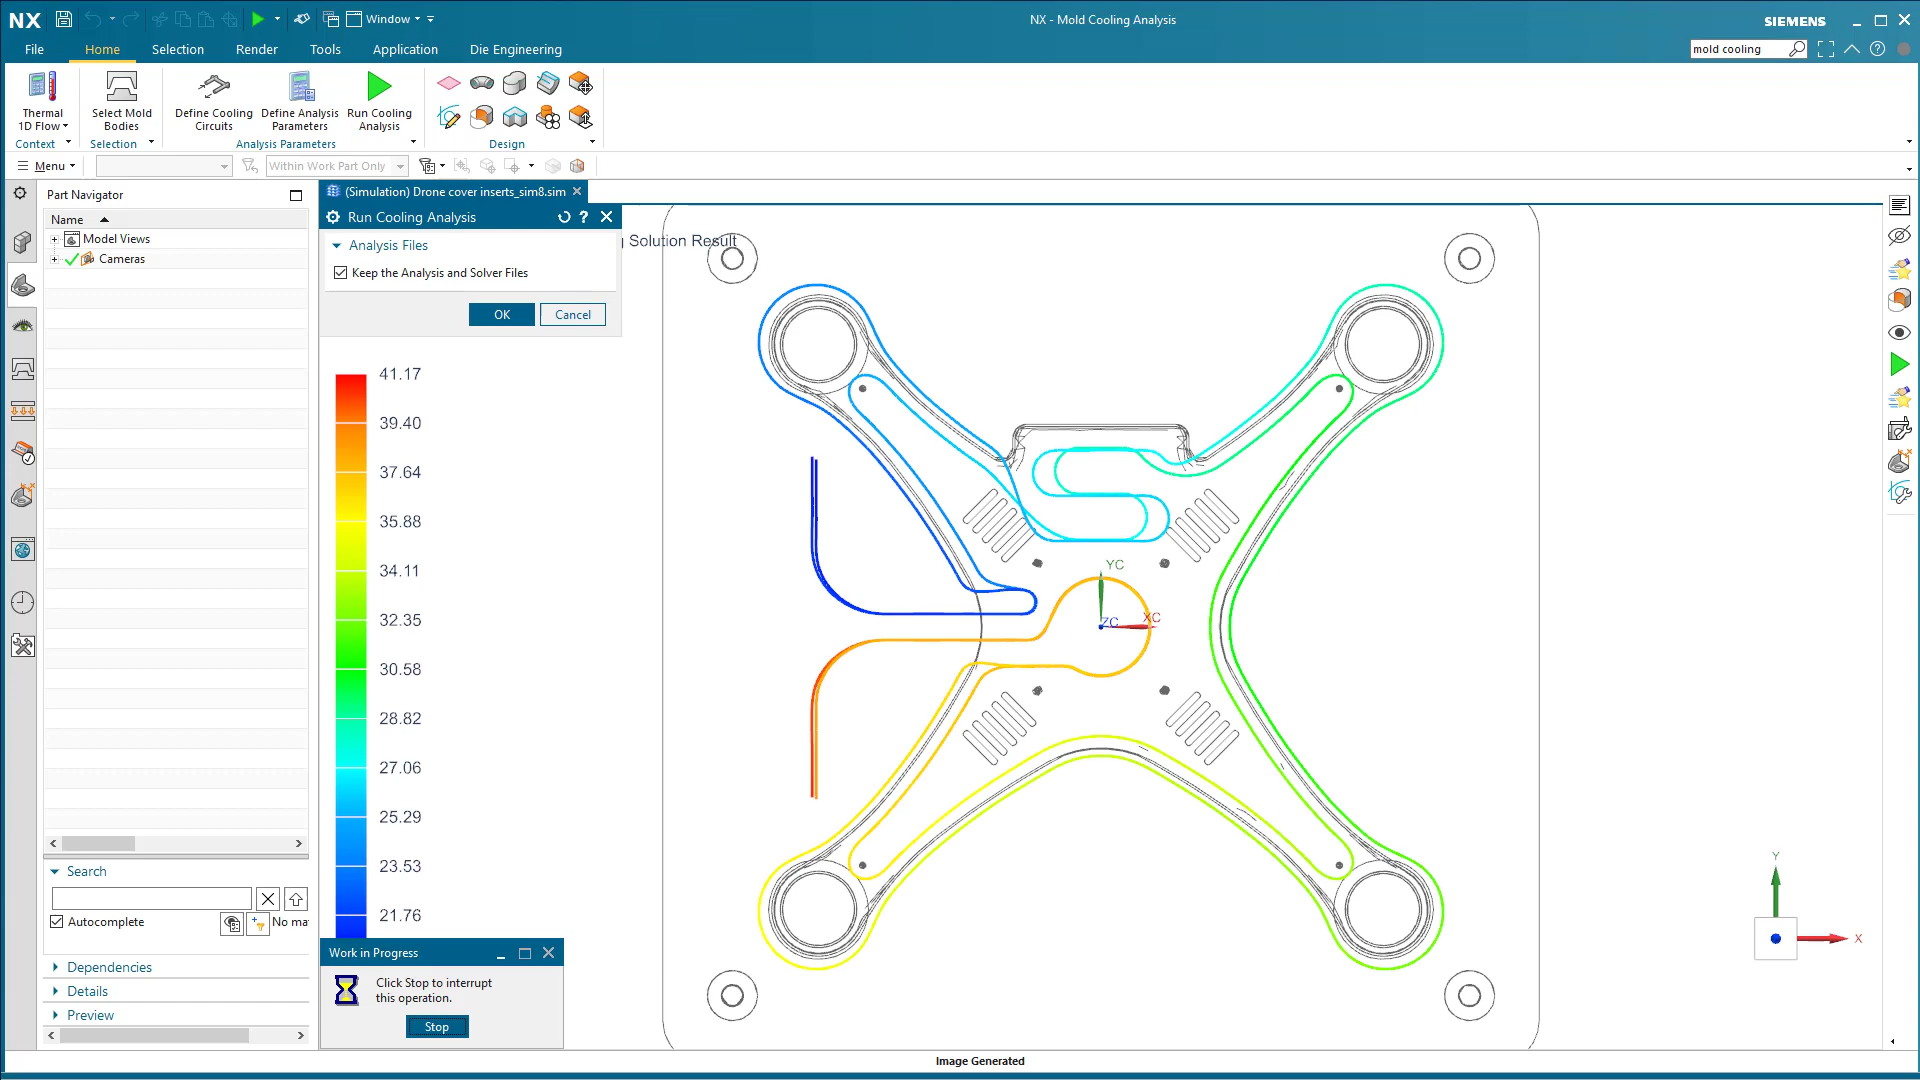 NX
Window
NX - Mold Cooling Analysis
SIEMENS
File
Home
Selection
Render
Tools
Application
Die Engineering
mold cooling
Thermal
1D Flow
Select Mold
Bodies
Define Cooling
Circuits
Define Analysis
Parameters
Run Cooling
Analysis
Context
Selection
Analysis Parameters
Design
Menu
Within Work Part Only
Part Navigator
Name
Model Views
Cameras
(Simulation) Drone cover inserts_sim8.sim
Run Cooling Analysis
Analysis Files
Keep the Analysis and Solver Files
OK
Cancel
g Solution Result
41.17
39.40
37.64
35.88
34.11
32.35
30.58
28.82
27.06
25.29
23.53
21.76
YC
XC
ZC
Y
X
Search
Autocomplete
No ma
Dependencies
Details
Preview
Work in Progress
Click Stop to interrupt
this operation.
Stop
Image Generated